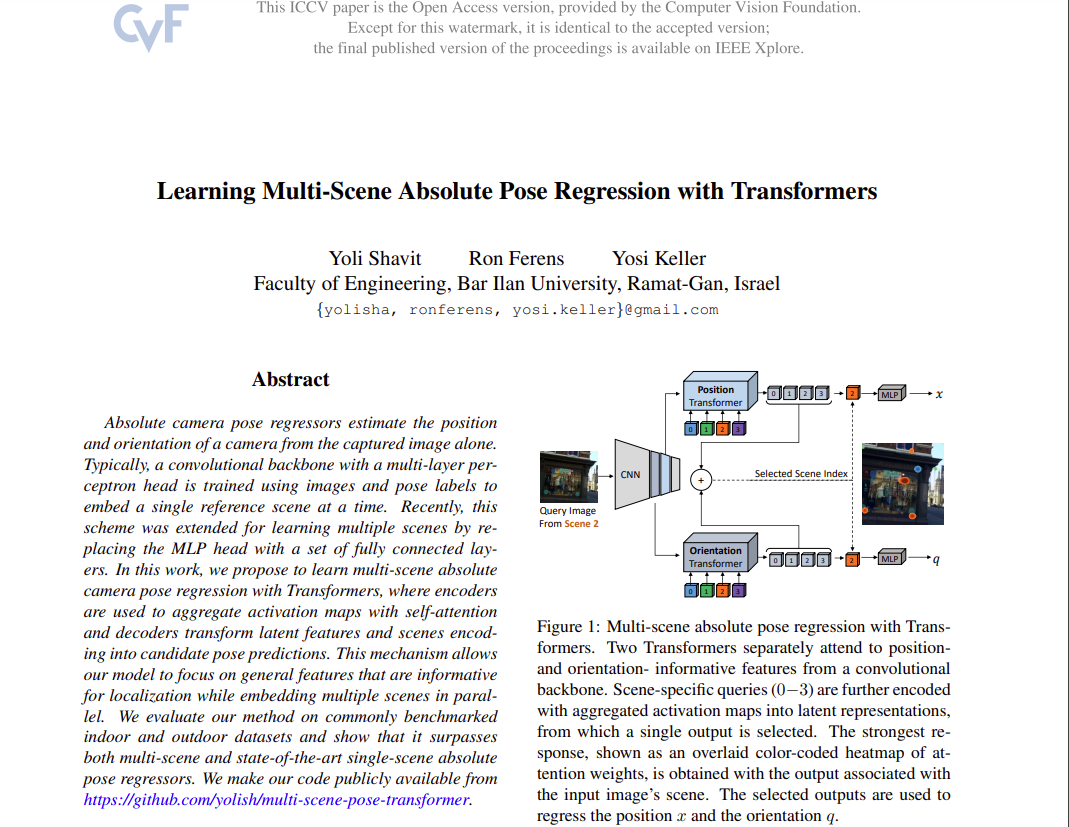 CVF
This ICCV paper is the Open Access version, provided by the Computer Vision Foundation.
Except for this watermark, it is identical to the accepted version;
the final published version of the proceedings is available on IEEE Xplore.
Learning Multi-Scene Absolute Pose Regression with Transformers
Yoli Shavit Ron Ferens Yosi Keller
Faculty of Engineering, Bar Ilan University, Ramat-Gan, Israel
{yolisha, ronferens, yosi.keller}@gmail.com
Abstract
Absolute camera pose regressors estimate the position
and orientation of a camera from the captured image alone.
Typically, a convolutional backbone with a multi-layer per-
ceptron head is trained using images and pose labels to
embed a single reference scene at a time. Recently, this
scheme was extended for learning multiple scenes by re-
placing the MLP head with a set of fully connected lay-
ers. In this work, we propose to learn multi-scene absolute
camera pose regression with Transformers, where encoders
are used to aggregate activation maps with self-attention
and decoders transform latent features and scenes encod-
ing into candidate pose predictions. This mechanism allows
our model to focus on general features that are informative
for localization while embedding multiple scenes in paral-
lel. We evaluate our method on commonly benchmarked
indoor and outdoor datasets and show that it surpasses
both multi-scene and state-of-the-art single-scene absolute
pose regressors. We make our code publicly available from
https://github.com/yolish/multi-scene-pose-transformer.
Position
Transformer
0 1 2 3
0 1 2 3
2
MLP
x
CNN
+
Selected Scene Index
Query Image
From Scene 2
Orientation
Transformer
0 1 2 3
0 1 2 3
2
MLP
q
Figure 1: Multi-scene absolute pose regression with Trans-
formers. Two Transformers separately attend to position-
and orientation- informative features from a convolutional
backbone. Scene-specific queries (0−3) are further encoded
with aggregated activation maps into latent representations,
from which a single output is selected. The strongest re-
sponse, shown as an overlaid color-coded heatmap of at-
tention weights, is obtained with the output associated with
the input image's scene. The selected outputs are used to
regress the position x and the orientation q.